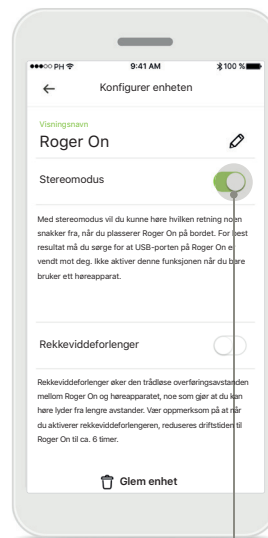 PH 9:41 AM 100 %
Konfigurer enheten
Visningsnavn
Roger On
Stereomodus
Med stereomodus vil du kunne høre hvilken retning noen
snakker fra, når du plasserer Roger On på bordet. For best
resultat må du sørge for at USB-porten på Roger On er
vendt mot deg. Ikke aktiver denne funksjonen når du bare
bruker ett høreapparat.
Rekkeviddeforlenger
Rekkeviddeforlenger øker den trådløse overføringsavstanden
mellom Roger On og høreapparatet, noe som gjør at du kan
høre lyder fra lengre avstander. Vær oppmerksom på at når
du aktiverer rekkeviddeforlengeren, reduseres driftstiden til
Roger On til ca. 6 timer.
Glem enhet